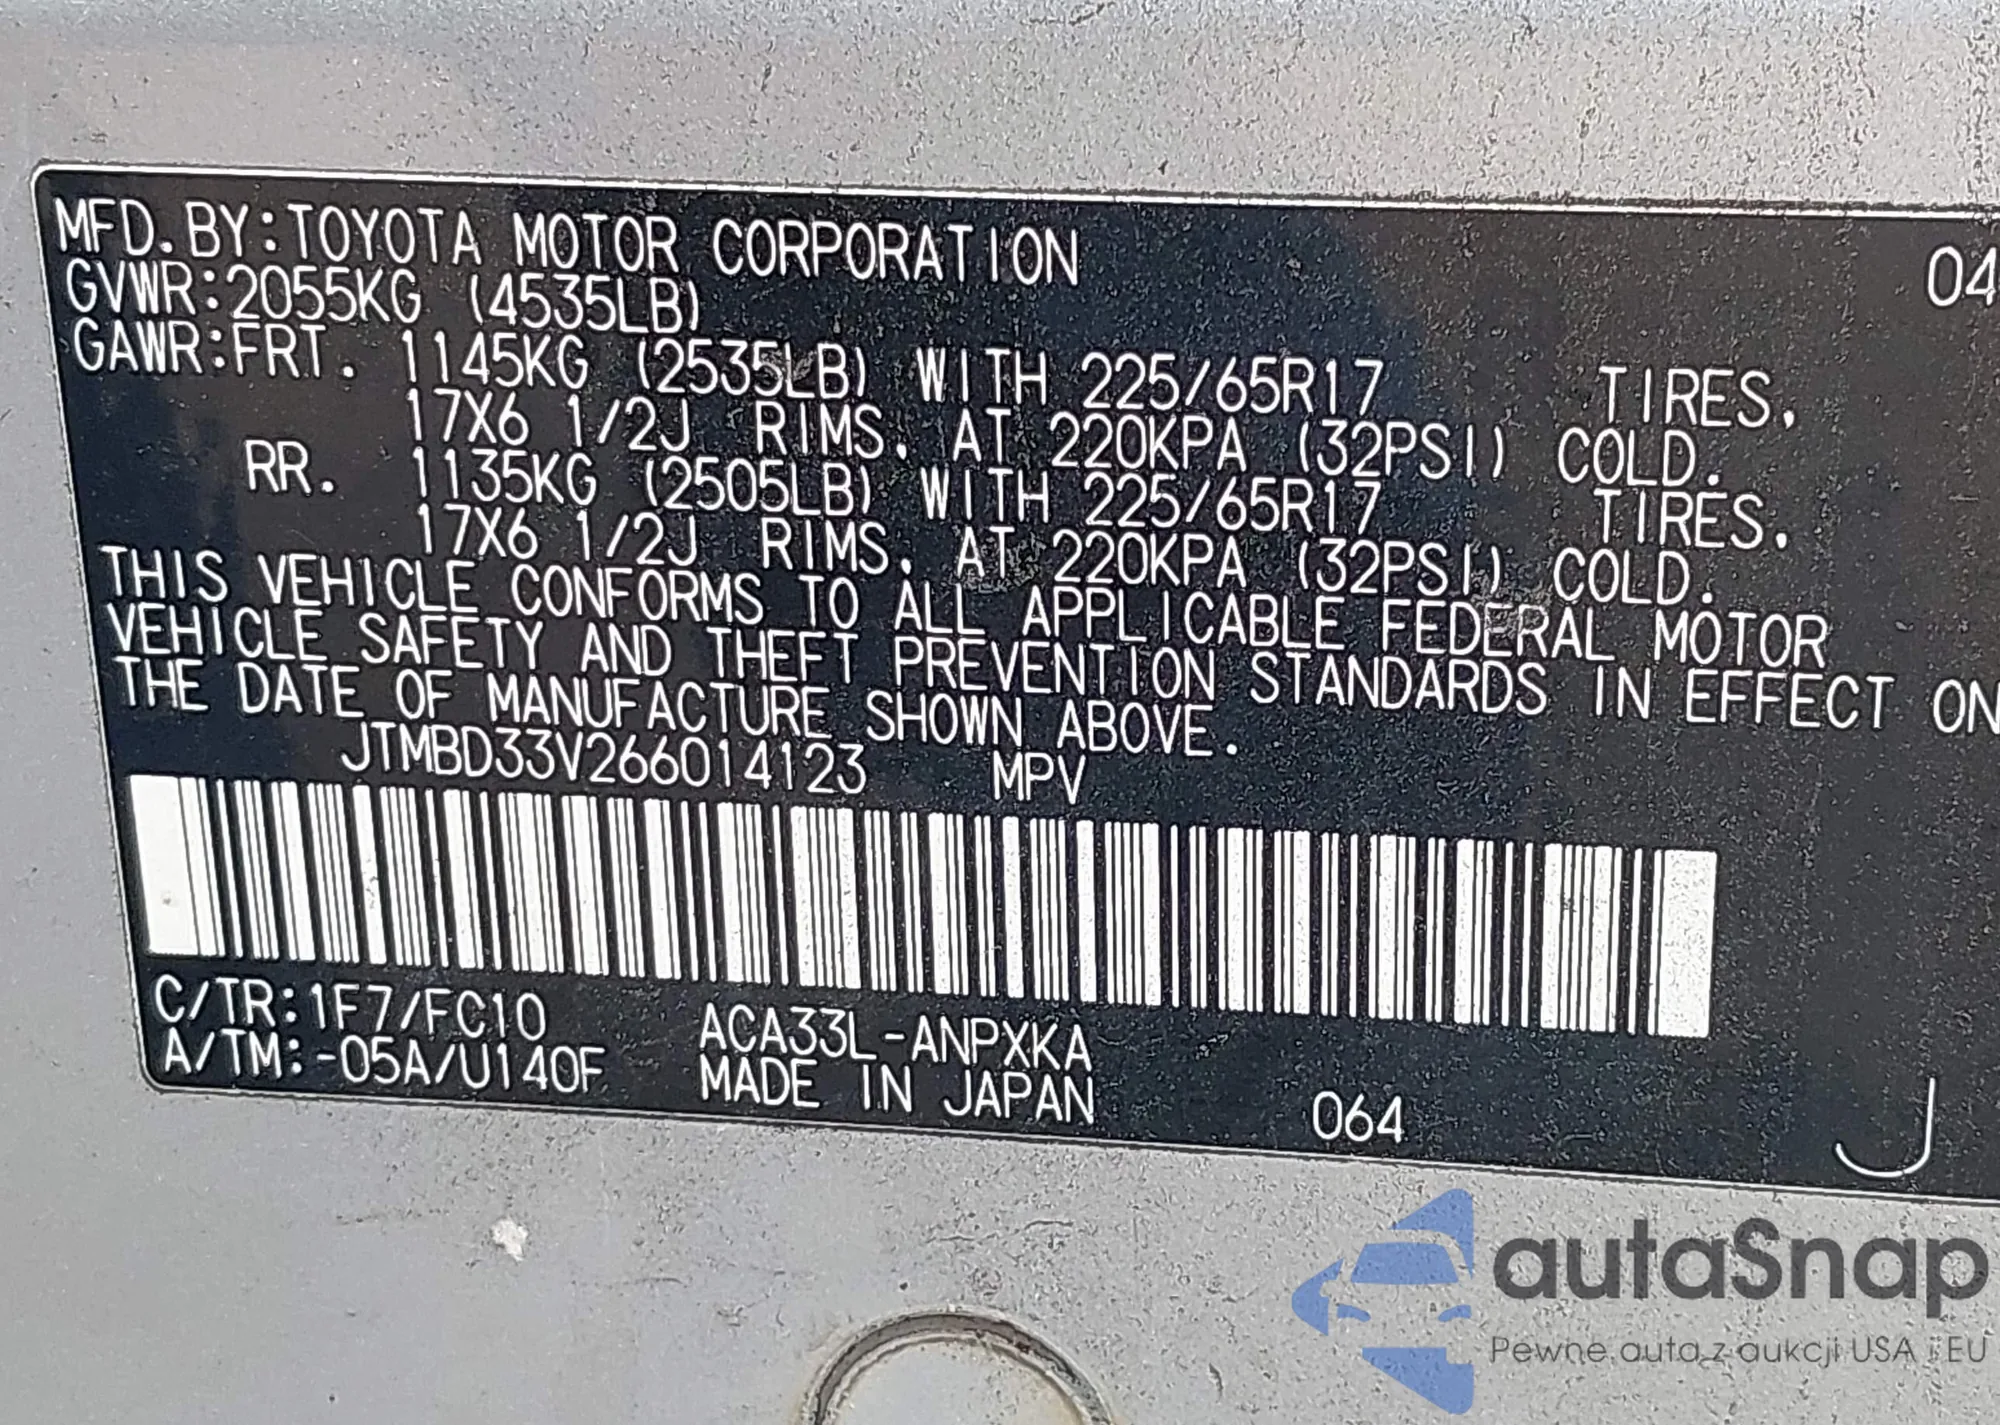 MFD.BY:TOYOTA MOTOR CORPORATION 04
GVWR:2055KG (4535LB)
GAWR:FRT. 1145KG (2535LB) WITH 225/65R17 TIRES,
17X6 1/2J RIMS, AT 220KPA (32PSI) COLD.
RR. 1135KG (2505LB) WITH 225/65R17 TIRES,
17X6 1/2J RIMS, AT 220KPA (32PSI) COLD.
THIS VEHICLE CONFORMS TO ALL APPLICABLE FEDERAL MOTOR
VEHICLE SAFETY AND THEFT PREVENTION STANDARDS IN EFFECT ON
THE DATE OF MANUFACTURE SHOWN ABOVE.
JTMBD33V266014123 MPV
C/TR:1F7/FC10 ACA33L-ANPXKA
A/TM:-05A/U140F MADE IN JAPAN 064 J
autaSnap
Pewne auta z aukcji USA i EU